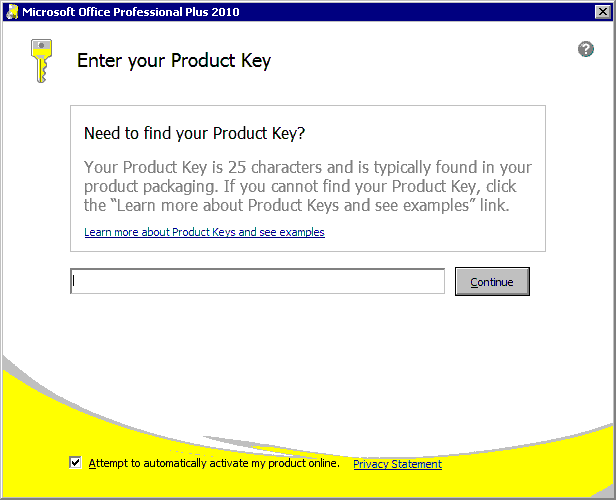 Microsoft Office Professional Plus 2010
Enter your Product Key
?
Need to find your Product Key?
Your Product Key is 25 characters and is typically found in your
product packaging. If you cannot find your Product Key, click
the “Learn more about Product Keys and see examples” link.
Learn more about Product Keys and see examples
Continue
Attempt to automatically activate my product online. Privacy Statement